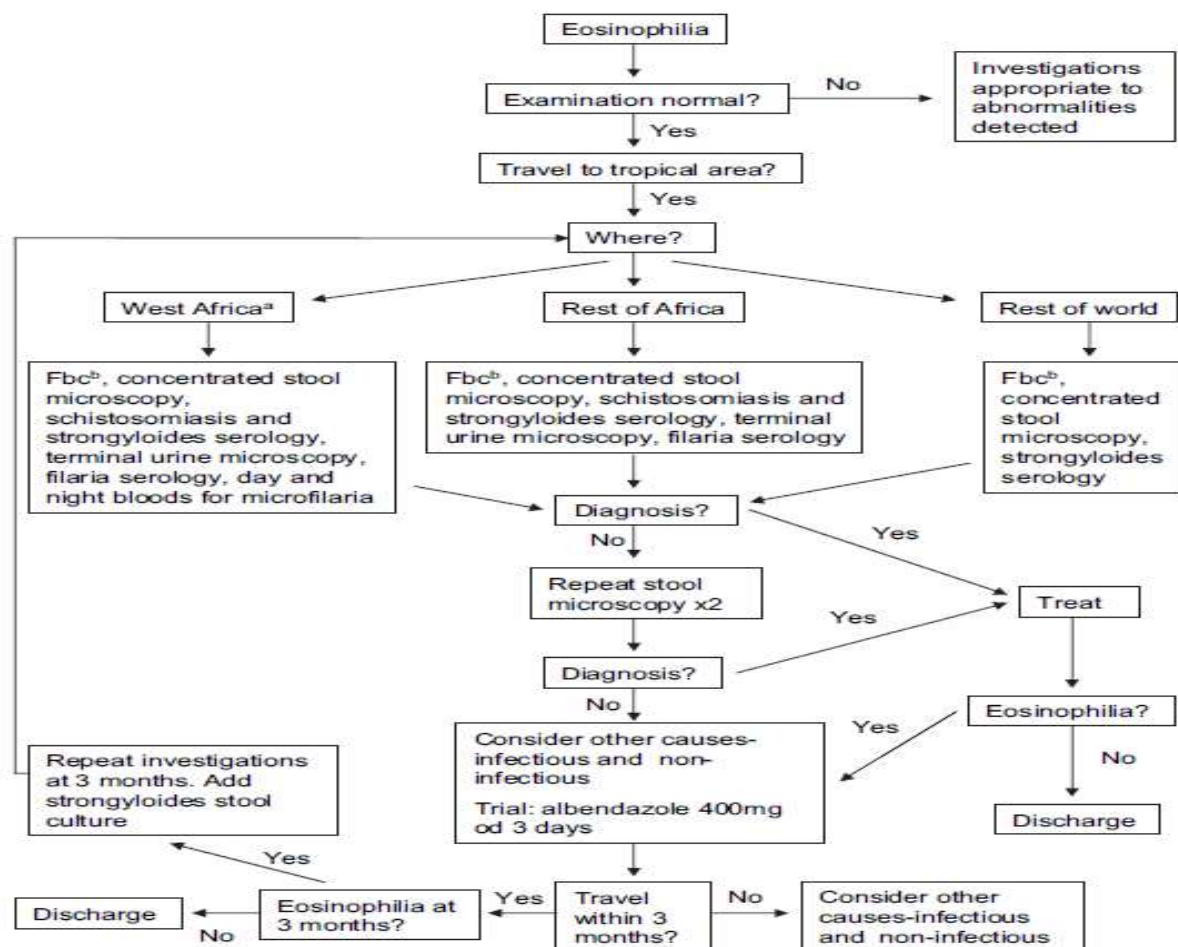 Eosinophilia
Examination normal?
No
Investigations
appropriate to
abnormalities
detected
Yes
Travel to tropical area?
Yes
Where?
West Africaᵃ
Rest of Africa
Rest of world
Fbcᵇ, concentrated stool
microscopy,
schistosomiasis and
strongyloides serology,
terminal urine microscopy,
filaria serology, day and
night bloods for microfilaria
Fbcᵇ, concentrated stool
microscopy, schistosomiasis and
strongyloides serology, terminal
urine microscopy, filaria serology
Fbcᵇ,
concentrated
stool
microscopy,
strongyloides
serology
Diagnosis?
Yes
No
Repeat stool
microscopy x2
Yes
Treat
Diagnosis?
No
Eosinophilia?
Yes
No
Discharge
Consider other causes-
infectious and non-
infectious
Trial: albendazole 400mg
od 3 days
Repeat investigations
at 3 months. Add
strongyloides stool
culture
Yes
Discharge
No
Eosinophilia at
3 months?
Yes
Travel
within 3
months?
No
Consider other
causes-infectious
and non-infectious